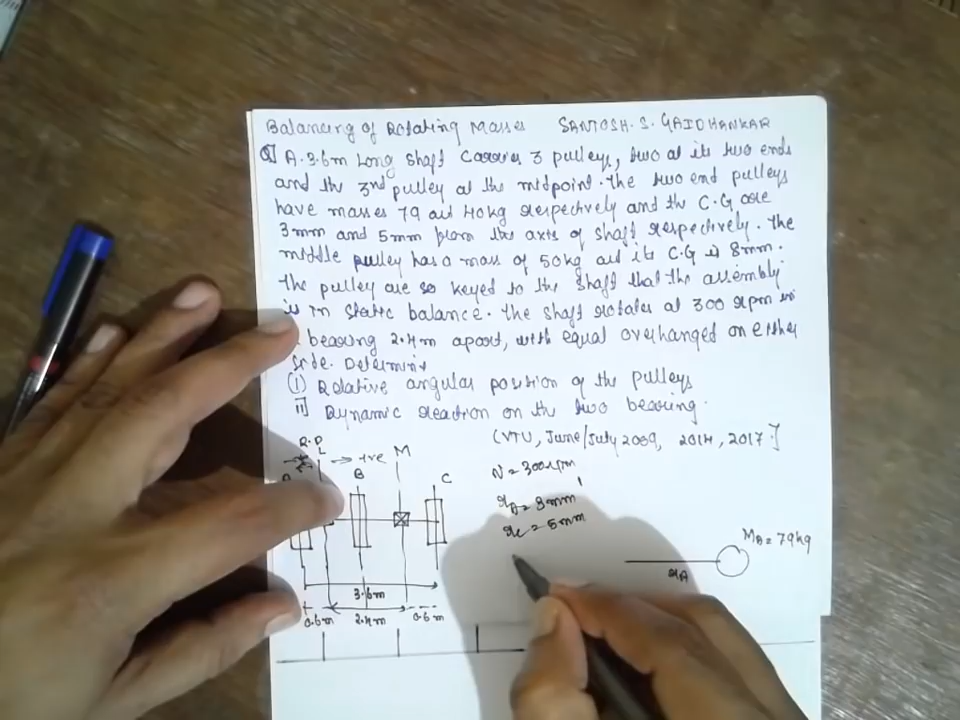 Balancing of Rotating Masses SANTOSH. S. GAIDHANKAR
Q] A 3.6m Long shaft carries 3 pulleys, two at its two ends
and the 3rd pulley at the midpoint. The two end pulleys
have masses 79 and 40kg respectively and the C.G are
3mm and 5mm from the axis of shaft respectively. The
middle pulley has a mass of 50kg and its C.G is 8mm.
The pulley are so keyed to the shaft that the assembly
is in static balance. The shaft rotates at 300 rpm in
bearing 2.4m apart, with equal overhanged on either
side. Determine
(i) Relative angular position of the pulleys
ii] Dynamic reaction on the two bearing.
(VTU, June/July 2009, 2014, 2017]
R.P
L → +ve M
B C
N = 300rpm
rA = 3mm
rc = 5mm
MA = 79kg
rA
3.6m
0.6m 2.4m 0.6m